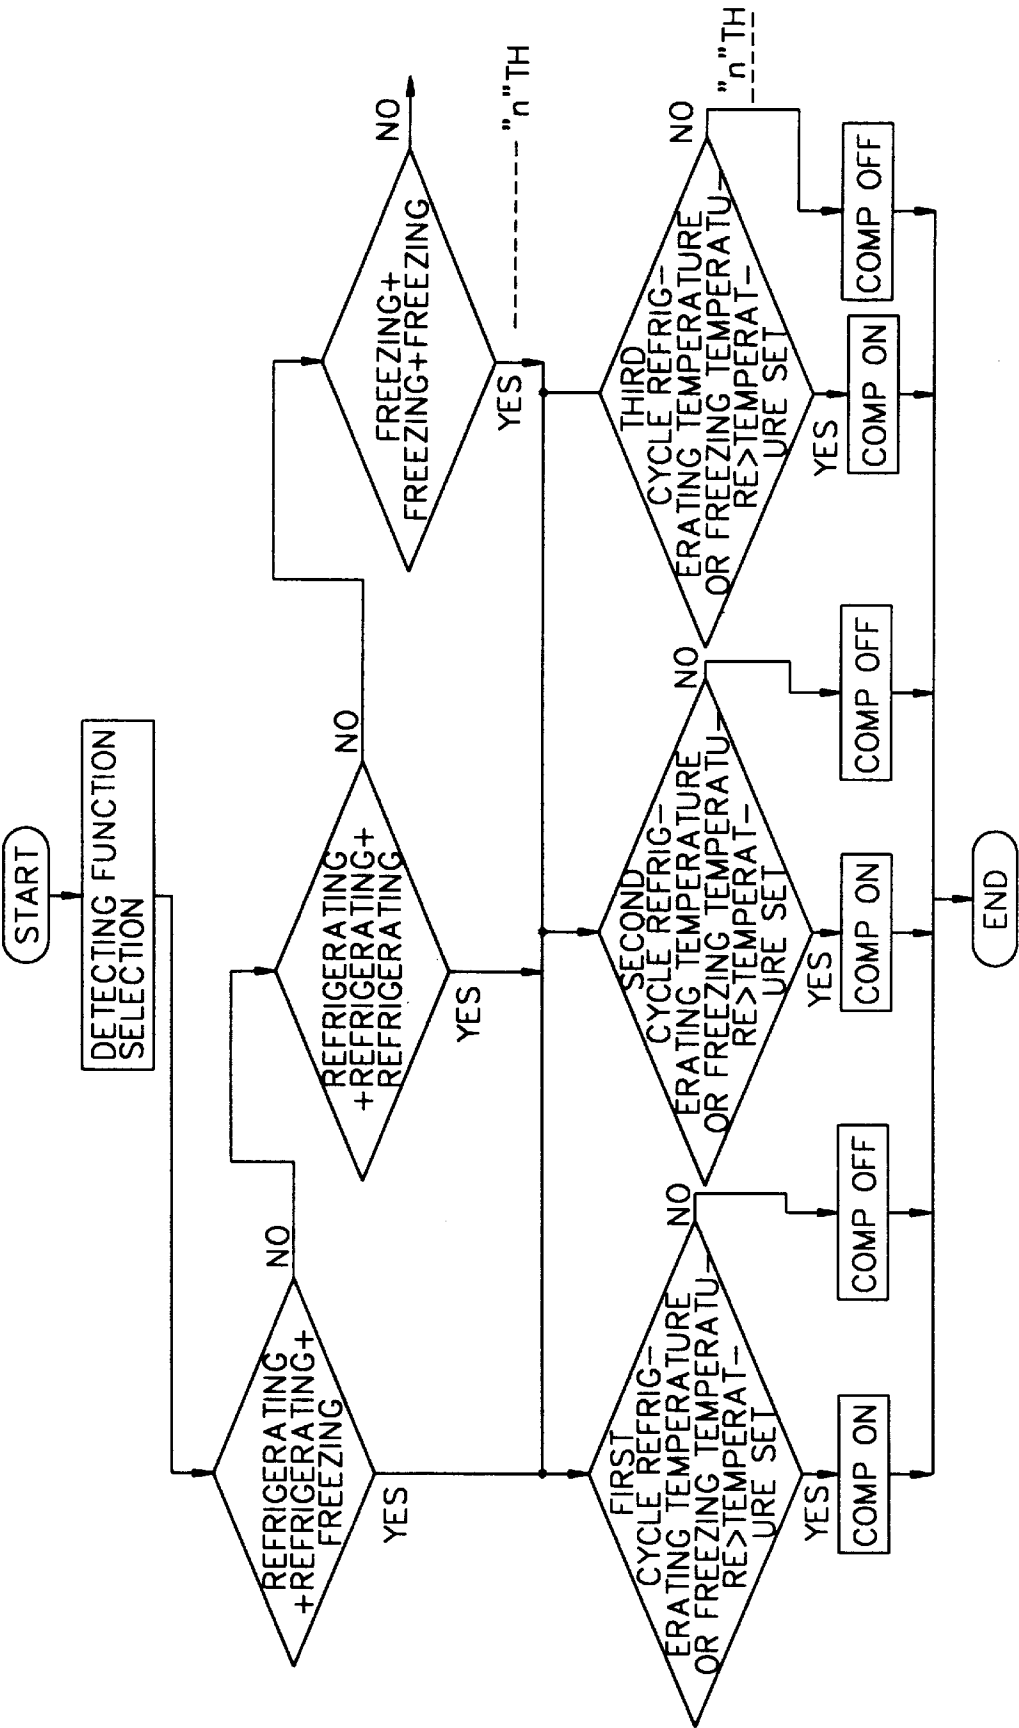 START
DETECTING FUNCTION
SELECTION
REFRIGERATING
+REFRIGERATING+
FREEZING
NO
YES
REFRIGERATING
+REFRIGERATING+
REFRIGERATING
NO
YES
FREEZING+
FREEZING+FREEZING
NO
YES
"n"TH
FIRST
CYCLE REFRIG-
ERATING TEMPERATURE
OR FREEZING TEMPERATU-
RE>TEMPERAT-
URE SET
NO
YES
COMP ON
COMP OFF
SECOND
CYCLE REFRIG-
ERATING TEMPERATURE
OR FREEZING TEMPERATU-
RE>TEMPERAT-
URE SET
NO
YES
COMP ON
COMP OFF
THIRD
CYCLE REFRIG-
ERATING TEMPERATURE
OR FREEZING TEMPERATU-
RE>TEMPERAT-
URE SET
NO
YES
COMP ON
COMP OFF
"n"TH
END